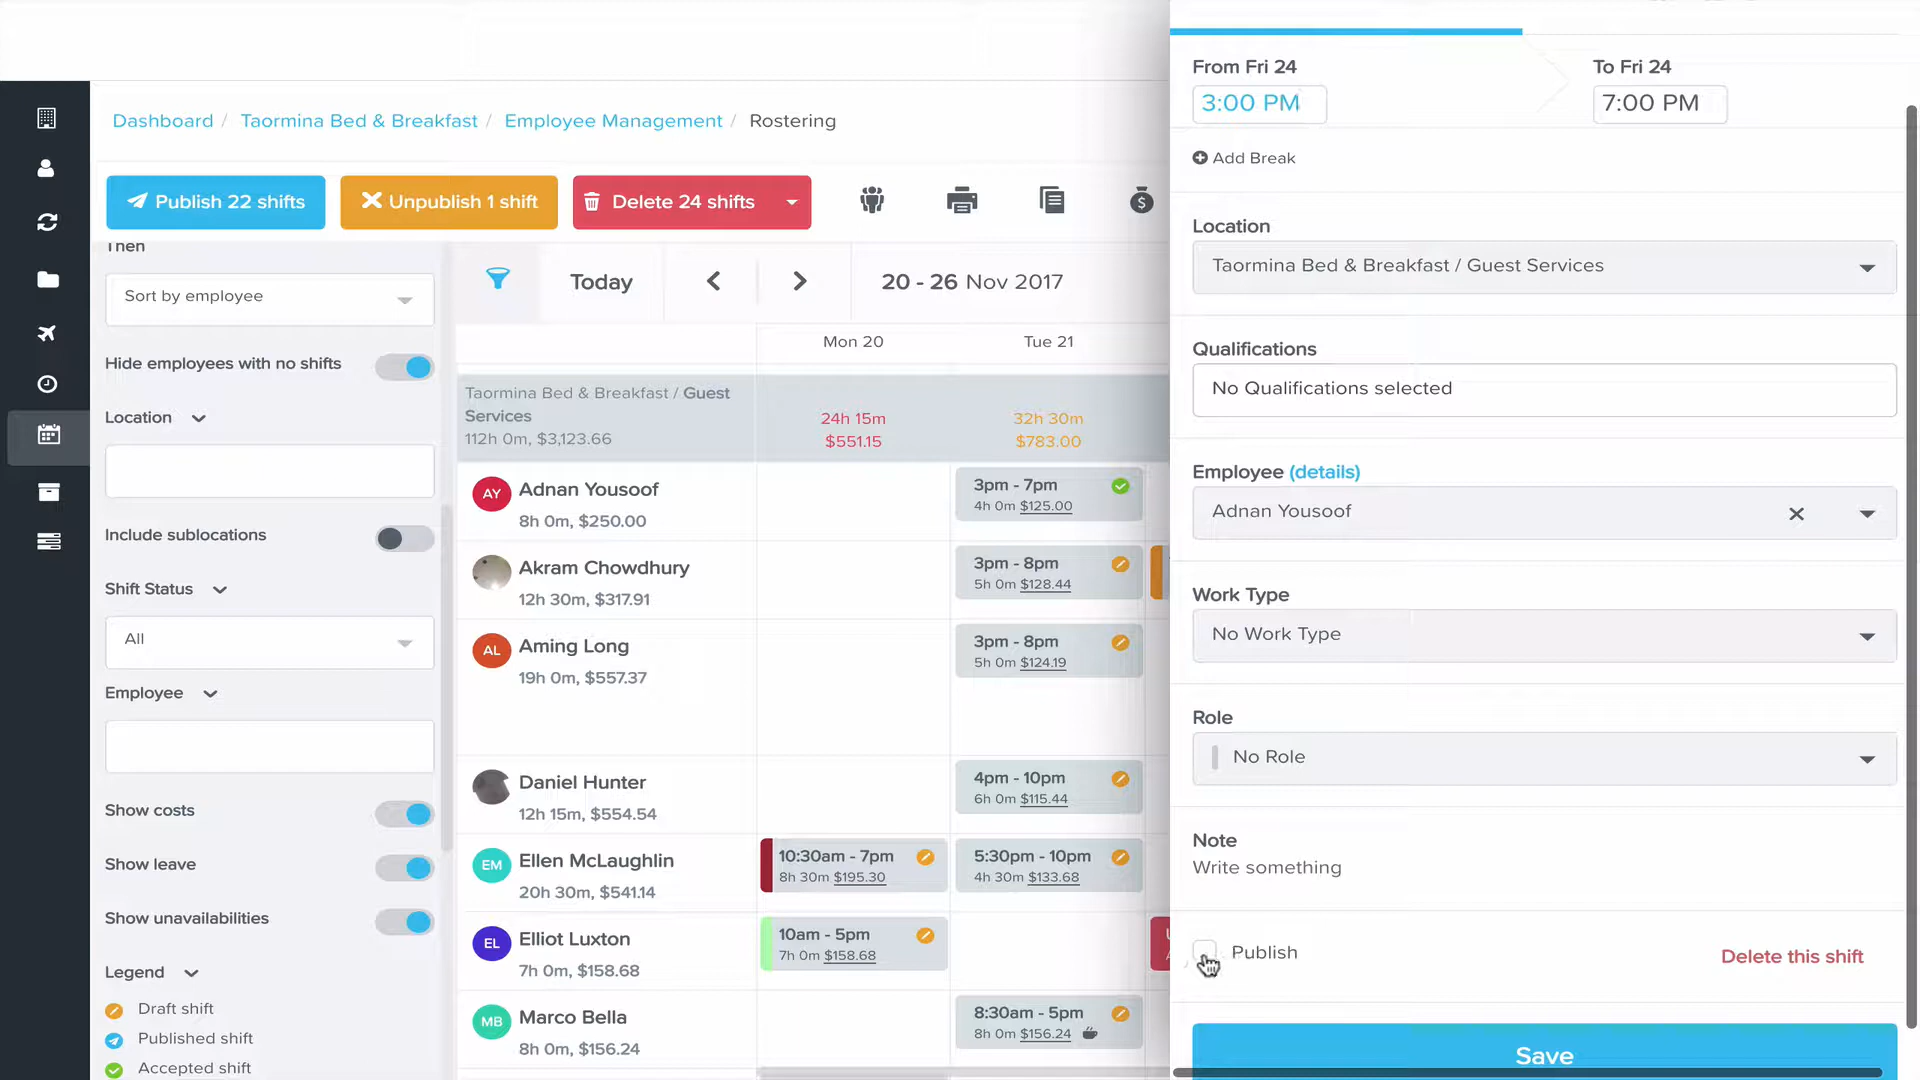 Dashboard / Taormina Bed & Breakfast / Employee Management / Rostering
Publish 22 shifts
Unpublish 1 shift
Delete 24 shifts
Then
Sort by employee
Hide employees with no shifts
Location
Include sublocations
Shift Status
All
Employee
Show costs
Show leave
Show unavailabilities
Legend
Draft shift
Published shift
Accepted shift
Today
20 - 26 Nov 2017
Mon 20
Tue 21
Taormina Bed & Breakfast / Guest
Services
112h 0m, $3,123.66
24h 15m
$551.15
32h 30m
$783.00
AY
Adnan Yousoof
8h 0m, $250.00
3pm - 7pm
4h 0m $125.00
Akram Chowdhury
12h 30m, $317.91
3pm - 8pm
5h 0m $128.44
AL
Aming Long
19h 0m, $557.37
3pm - 8pm
5h 0m $124.19
Daniel Hunter
12h 15m, $554.54
4pm - 10pm
6h 0m $115.44
EM
Ellen McLaughlin
20h 30m, $541.14
10:30am - 7pm
8h 30m $195.30
5:30pm - 10pm
4h 30m $133.68
EL
Elliot Luxton
7h 0m, $158.68
10am - 5pm
7h 0m $158.68
MB
Marco Bella
8h 0m, $156.24
8:30am - 5pm
8h 0m $156.24
From Fri 24
3:00 PM
To Fri 24
7:00 PM
Add Break
Location
Taormina Bed & Breakfast / Guest Services
Qualifications
No Qualifications selected
Employee (details)
Adnan Yousoof
Work Type
No Work Type
Role
No Role
Note
Write something
Publish
Delete this shift
Save